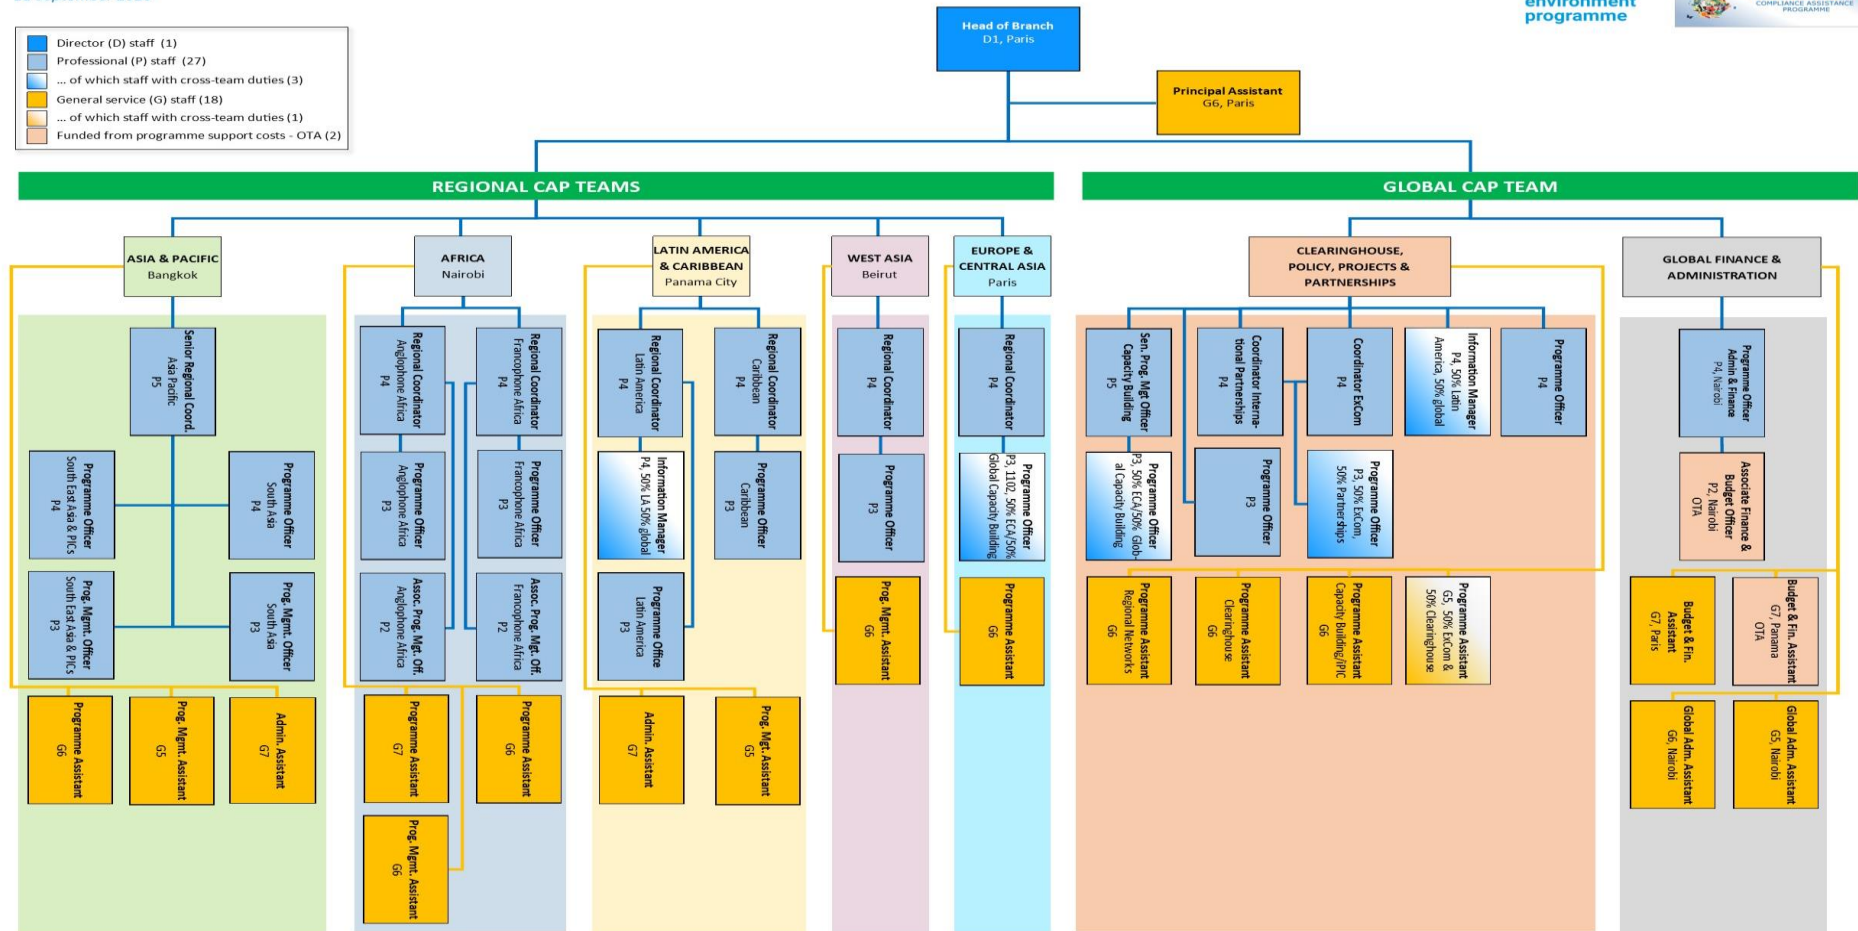 environment
programme
COMPLIANCE ASSISTANCE
PROGRAMME
Director (D) staff (1)
Professional (P) staff (27)
... of which staff with cross-team duties (3)
General service (G) staff (18)
... of which staff with cross-team duties (1)
Funded from programme support costs - OTA (2)
Head of Branch
D1, Paris
Principal Assistant
G6, Paris
REGIONAL CAP TEAMS
GLOBAL CAP TEAM
ASIA & PACIFIC
Bangkok
AFRICA
Nairobi
LATIN AMERICA
& CARIBBEAN
Panama City
WEST ASIA
Beirut
EUROPE &
CENTRAL ASIA
Paris
CLEARINGHOUSE,
POLICY, PROJECTS &
PARTNERSHIPS
GLOBAL FINANCE &
ADMINISTRATION
Senior Regional Coord.
Asia Pacific
P5
Programme Officer
South East Asia & PICs
P4
Programme Officer
South Asia
P4
Prog. Mgmt. Officer
South East Asia & PICs
P3
Prog. Mgmt. Officer
South Asia
P3
Programme Assistant
G6
Prog. Mgmt. Assistant
G5
Admin. Assistant
G7
Regional Coordinator
Anglophone Africa
P4
Regional Coordinator
Francophone Africa
P4
Programme Officer
Anglophone Africa
P3
Programme Officer
Francophone Africa
P3
Assoc. Prog. Mgt. Off.
Anglophone Africa
P2
Assoc. Prog. Mgt. Off.
Francophone Africa
P2
Programme Assistant
G7
Programme Assistant
G6
Prog. Mgmt. Assistant
G6
Regional Coordinator
Latin America
P4
Regional Coordinator
Caribbean
P4
Information Manager
P4, 50% LA 50% global
Programme Officer
Caribbean
P3
Programme Office
Latin America
P3
Admin. Assistant
G7
Prog. Mgt. Assistant
G5
Regional Coordinator
P4
Programme Officer
P3
Prog. Mgmt. Assistant
G6
Regional Coordinator
P4
Programme Officer
P3, 1102, 50% ECA/50%
Global Capacity Building
Programme Assistant
G6
Sen. Prog. Mgt Officer
Capacity Building
P5
Coordinator Interna-
tional Partnerships
P4
Coordinator ExCom
P4
Information Manager
P4, 50% Latin
America, 50% global
Programme Officer
P4
Programme Officer
P3, 50% ECA/50% Glob-
al Capacity Building
Programme Officer
P3
Programme Officer
P3, 50% ExCom,
50% Partnerships
Programme Assistant
Regional Networks
G6
Programme Assistant
Clearinghouse
G6
Programme Assistant
Capacity Building/iPIC
G6
Programme Assistant
G5, 50% ExCom &
50% Clearinghouse
Programme Officer
Admin & Finance
P4, Nairobi
Associate Finance &
Budget Officer
P2, Nairobi
OTA
Budget & Fin.
Assistant
G7, Paris
Budget & Fin. Assistant
G7, Panama
OTA
Global Adm. Assistant
G6, Nairobi
Global Adm. Assistant
G5, Nairobi